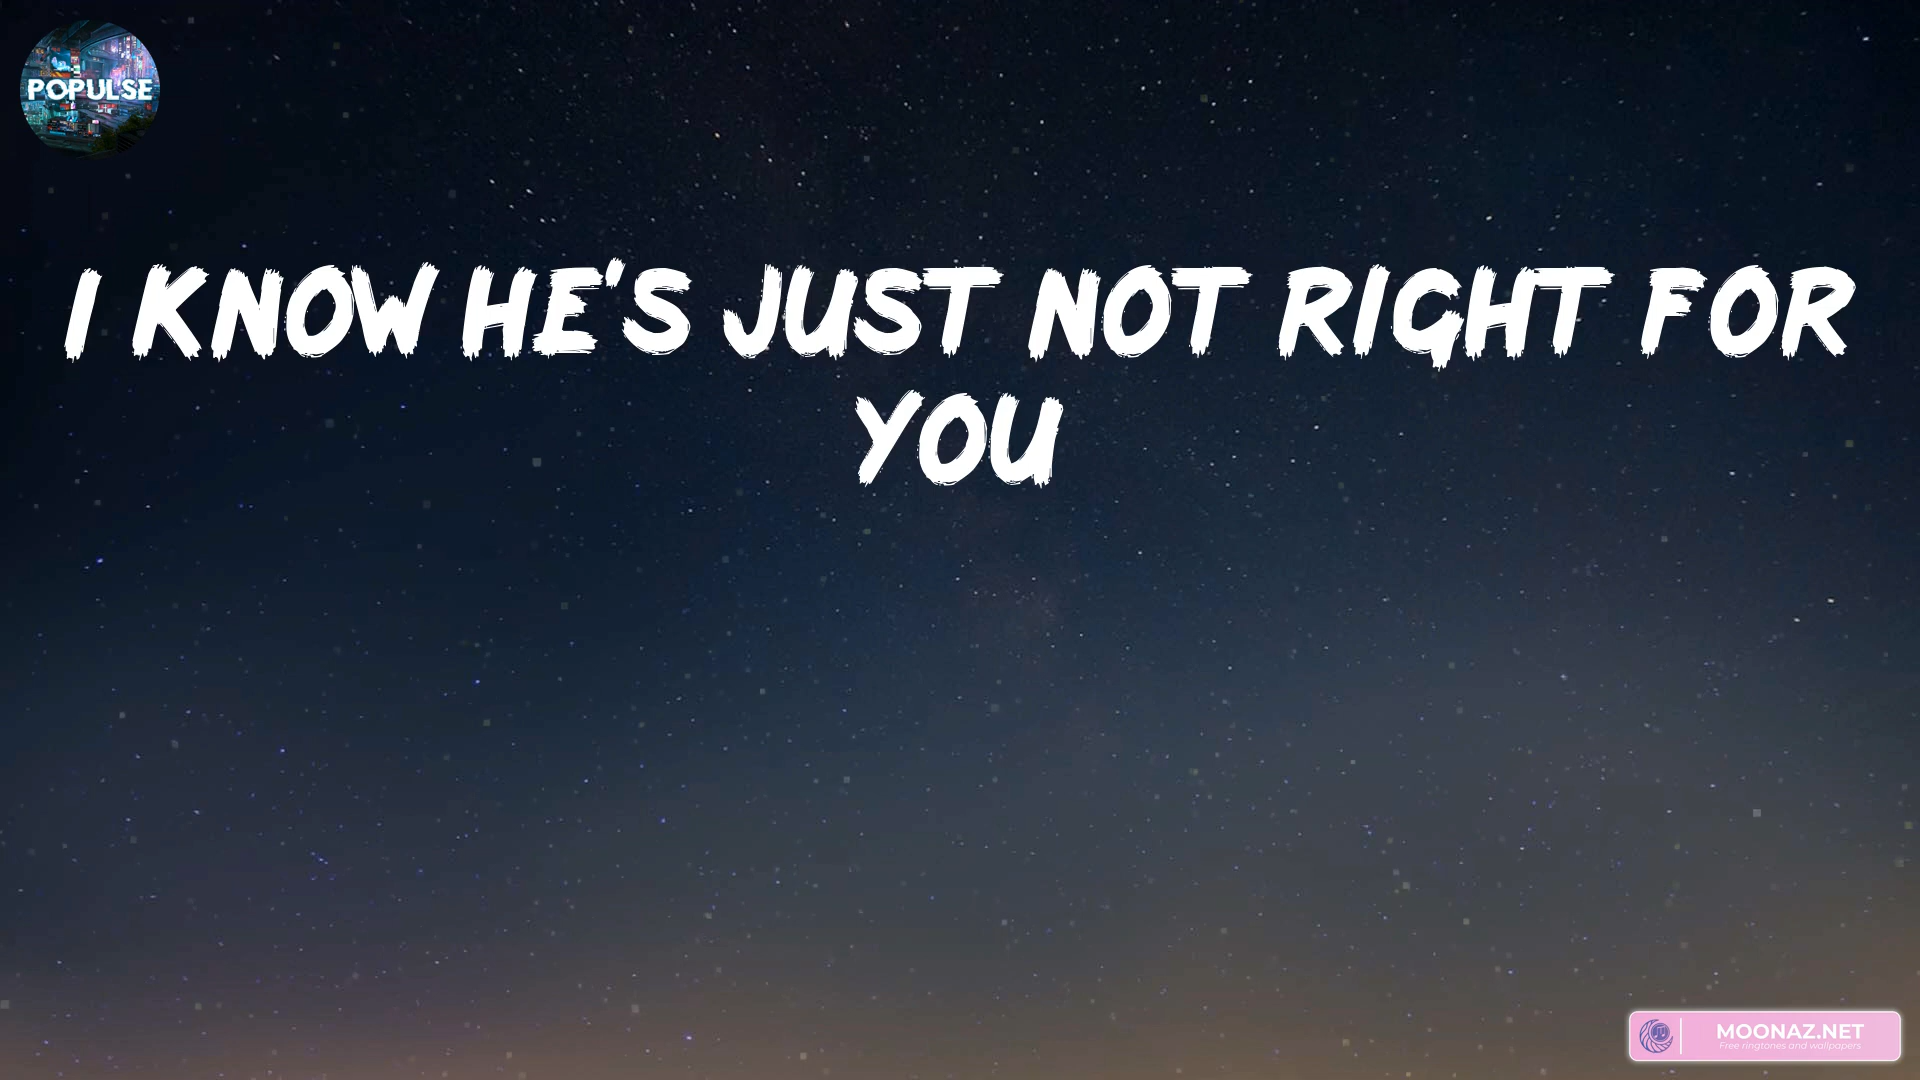 POPULSE
I KNOW HE'S JUST NOT RIGHT FOR
YOU
MOONAZ.NET
Free ringtones and wallpapers